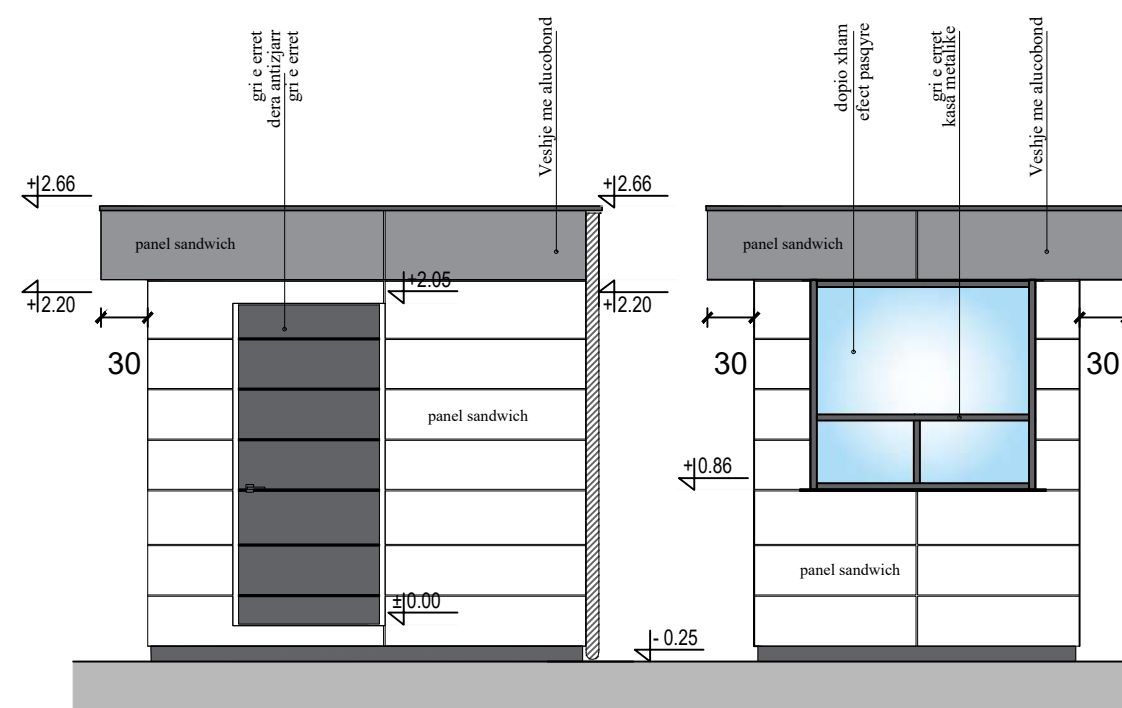 gri e erret
dera antizjarr
gri e erret
Veshje me alucobond
dopio xham
efect pasqyre
gri e erret
kasa metalike
Veshje me alucobond
+2.66
+2.66
panel sandwich
panel sandwich
+2.05
+2.20
+2.20
30
30
30
panel sandwich
+0.86
panel sandwich
±0.00
- 0.25